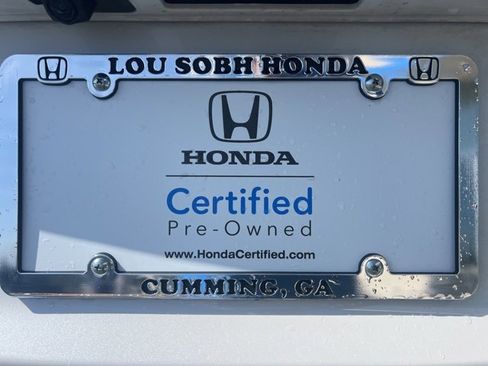 LOU SOBH HONDA
HONDA
Certified
Pre-Owned
www.HondaCertified.com
CUMMING, GA